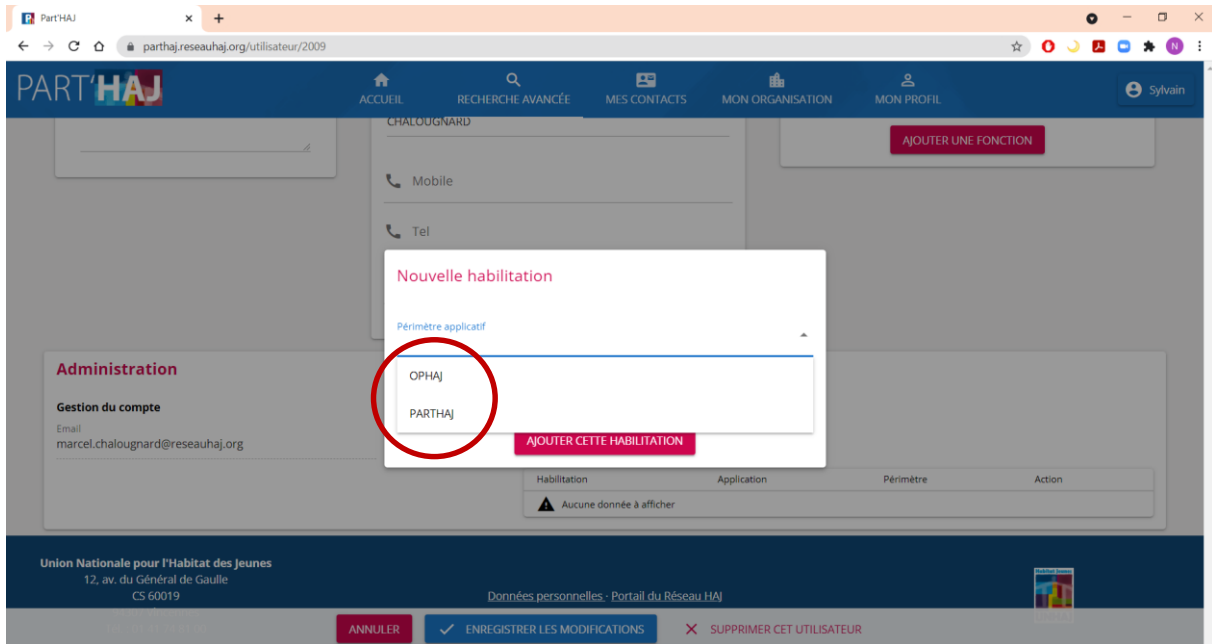 Part'HAJ
parthaj.reseauhaj.org/utilisateur/2009
N
PART'HAJ
ACCUEIL
RECHERCHE AVANCÉE
MES CONTACTS
MON ORGANISATION
MON PROFIL
Sylvain
CHALOUGNARD
AJOUTER UNE FONCTION
Mobile
Tel
Nouvelle habilitation
Périmètre applicatif
OPHAJ
PARTHAJ
AJOUTER CETTE HABILITATION
Administration
Gestion du compte
Email
marcel.chalougnard@reseauhaj.org
Habilitation Application Périmètre Action
Aucune donnée à afficher
Union Nationale pour l'Habitat des Jeunes
12, av. du Général de Gaulle
CS 60019
Données personnelles - Portail du Réseau HAJ
Habitat Jeunes
ANNULER
ENREGISTRER LES MODIFICATIONS
SUPPRIMER CET UTILISATEUR